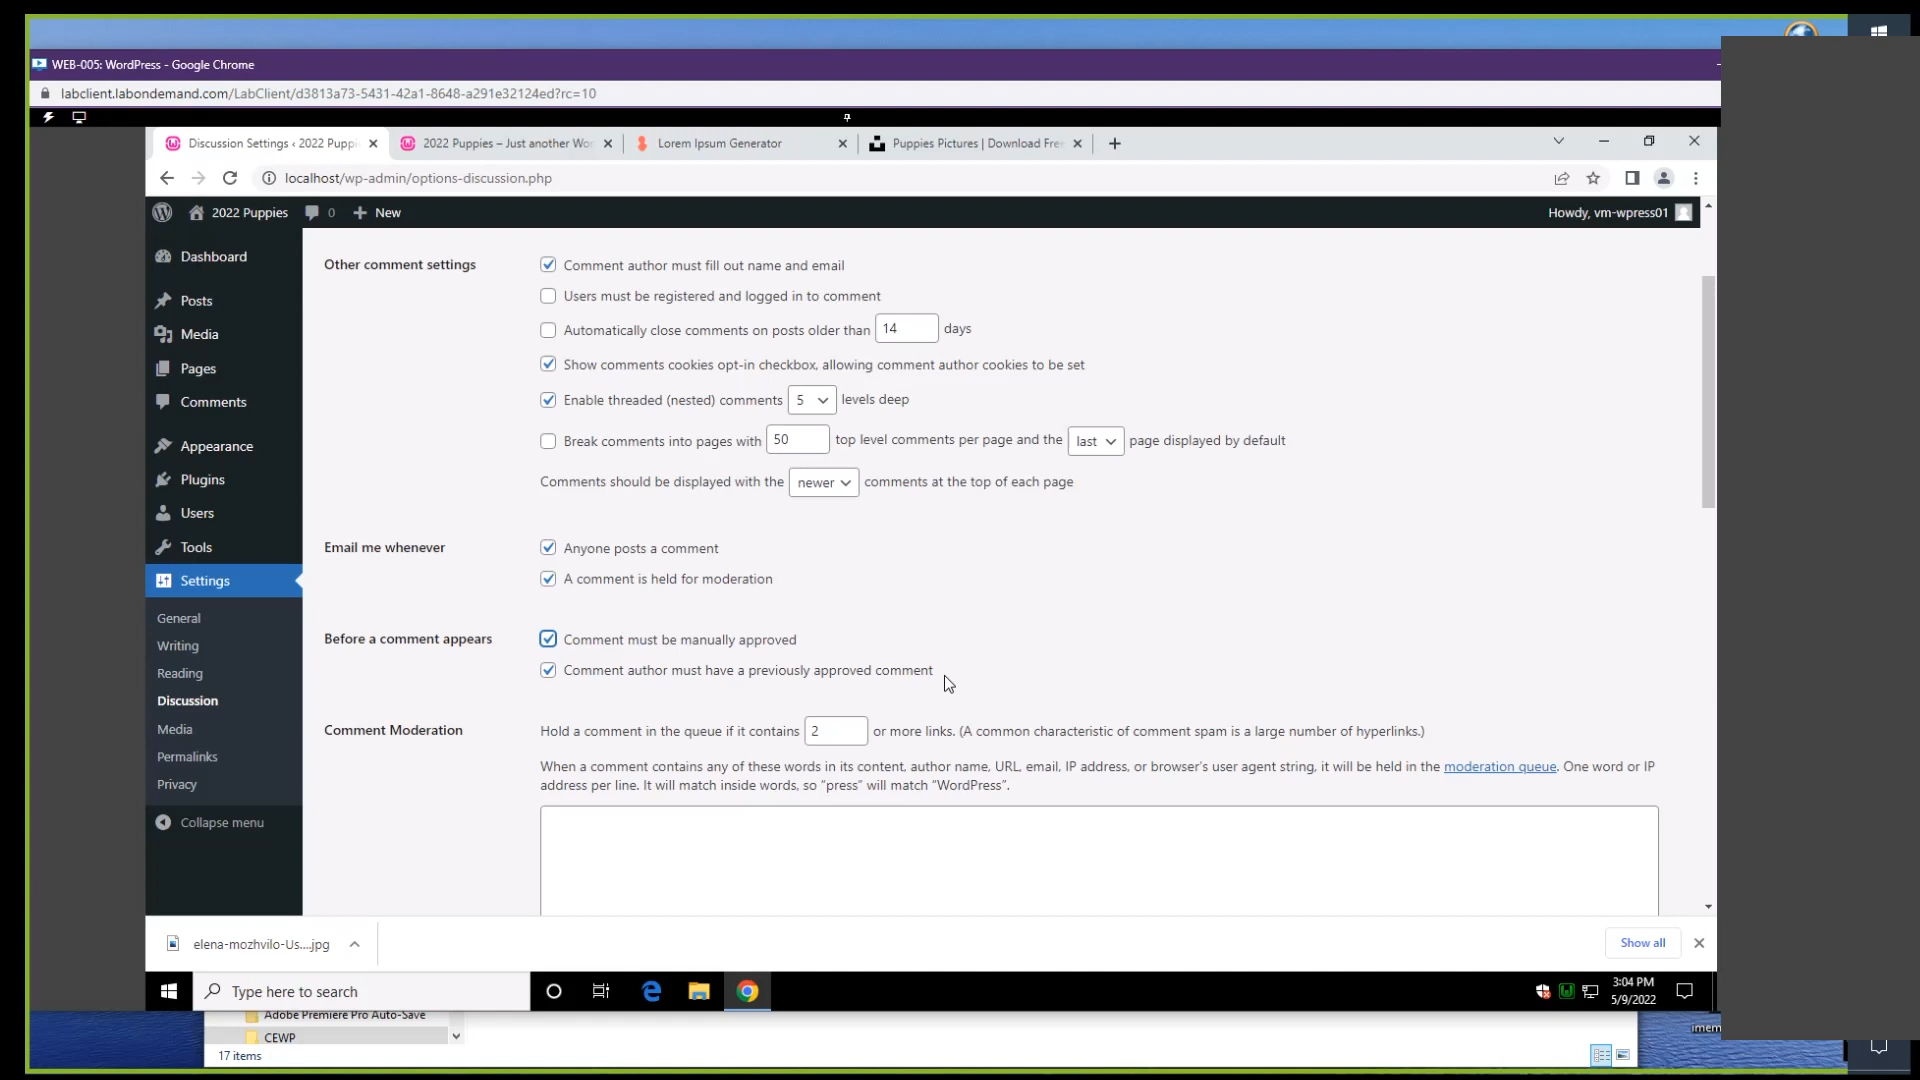 WEB-005: WordPress - Google Chrome
labclient.labondemand.com/LabClient/d3813a73-5431-42a1-8648-a291e32124ed?rc=10
Discussion Settings ‹ 2022 Puppi
2022 Puppies – Just another Wor
Lorem Ipsum Generator
Puppies Pictures | Download Free
localhost/wp-admin/options-discussion.php
2022 Puppies
0
New
Howdy, vm-wpress01
Dashboard
Posts
Media
Pages
Comments
Appearance
Plugins
Users
Tools
Settings
General
Writing
Reading
Discussion
Media
Permalinks
Privacy
Collapse menu
Other comment settings
Comment author must fill out name and email
Users must be registered and logged in to comment
Automatically close comments on posts older than 14 days
Show comments cookies opt-in checkbox, allowing comment author cookies to be set
Enable threaded (nested) comments 5 levels deep
Break comments into pages with 50 top level comments per page and the last page displayed by default
Comments should be displayed with the newer comments at the top of each page
Email me whenever
Anyone posts a comment
A comment is held for moderation
Before a comment appears
Comment must be manually approved
Comment author must have a previously approved comment
Comment Moderation
Hold a comment in the queue if it contains 2 or more links. (A common characteristic of comment spam is a large number of hyperlinks.)
When a comment contains any of these words in its content, author name, URL, email, IP address, or browser's user agent string, it will be held in the moderation queue. One word or IP
address per line. It will match inside words, so “press” will match “WordPress”.
elena-mozhvilo-Us....jpg
Show all
Type here to search
3:04 PM
5/9/2022
Adobe Premiere Pro Auto-Save
CEWP
17 items
imem